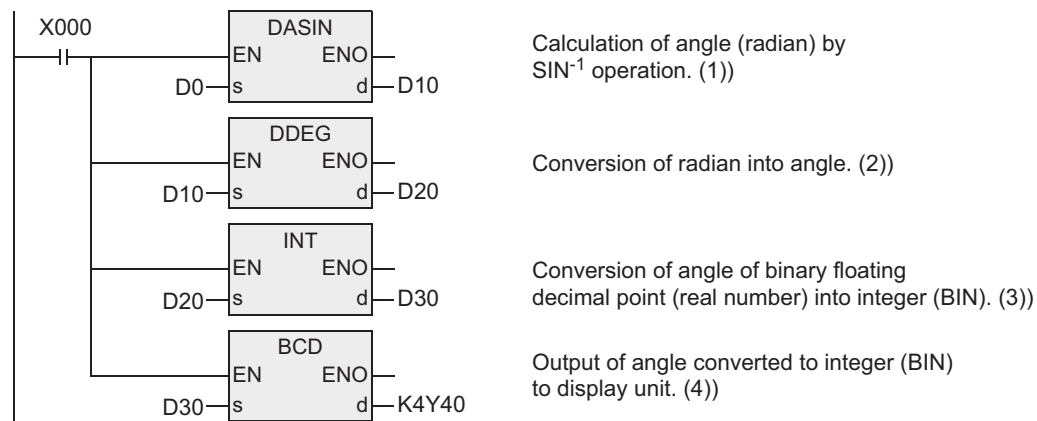 X000
DASIN
EN ENO
D0 s d D10
Calculation of angle (radian) by
SIN-1 operation. (1))
DDEG
EN ENO
D10 s d D20
Conversion of radian into angle. (2))
INT
EN ENO
D20 s d D30
Conversion of angle of binary floating
decimal point (real number) into integer (BIN). (3))
BCD
EN ENO
D30 s d K4Y40
Output of angle converted to integer (BIN)
to display unit. (4))